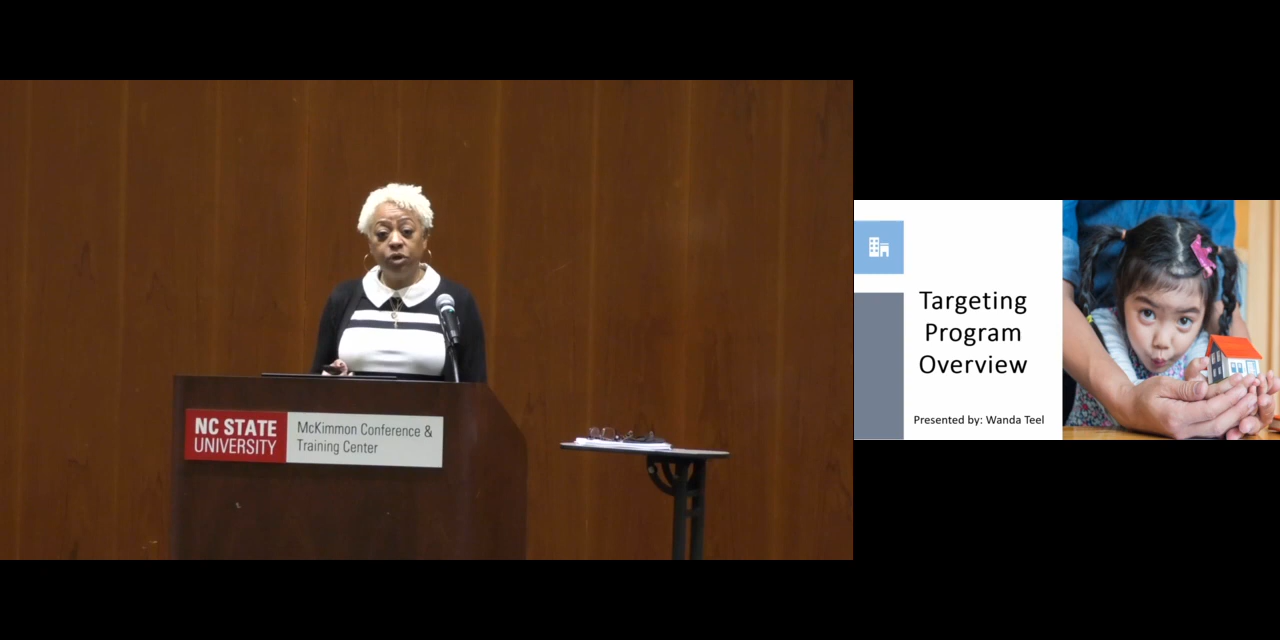 NC STATE
UNIVERSITY
McKimmon Conference &
Training Center
Targeting
Program
Overview
Presented by: Wanda Teel